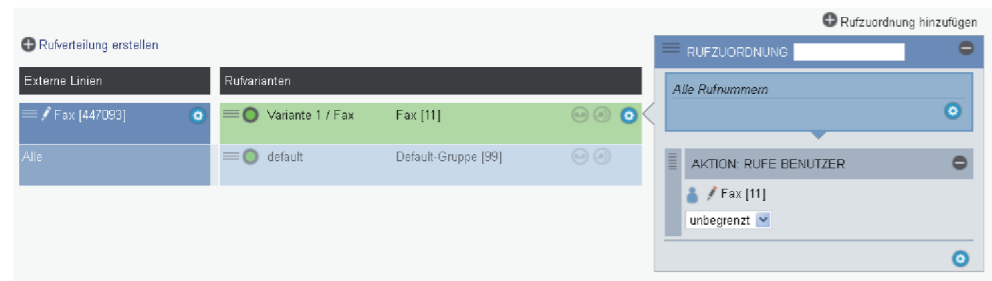 Rufzuordnung hinzufügen
Rufverteilung erstellen
RUFZUORDNUNG
Externe Linien
Rufvarianten
Alle Rufnummern
Fax [447093]
Variante 1 / Fax
Fax [11]
Alle
default
Default-Gruppe [99]
AKTION: RUFE BENUTZER
Fax [11]
unbegrenzt